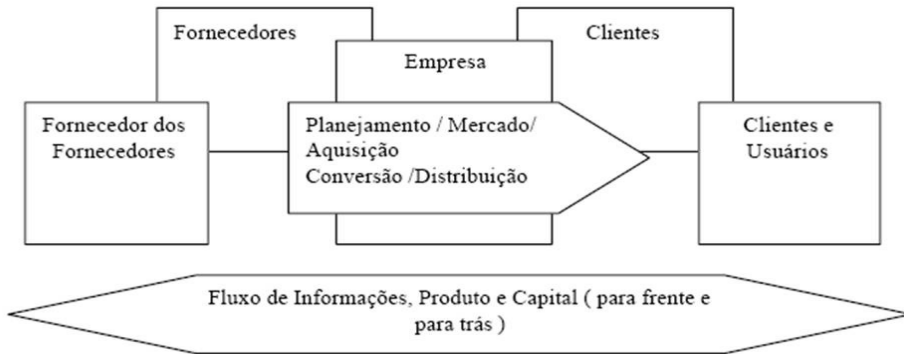 Fornecedores
Clientes
Empresa
Fornecedor dos
Fornecedores
Planejamento / Mercado/
Aquisição
Conversão /Distribuição
Clientes e
Usuários
Fluxo de Informações, Produto e Capital ( para frente e
para trás )